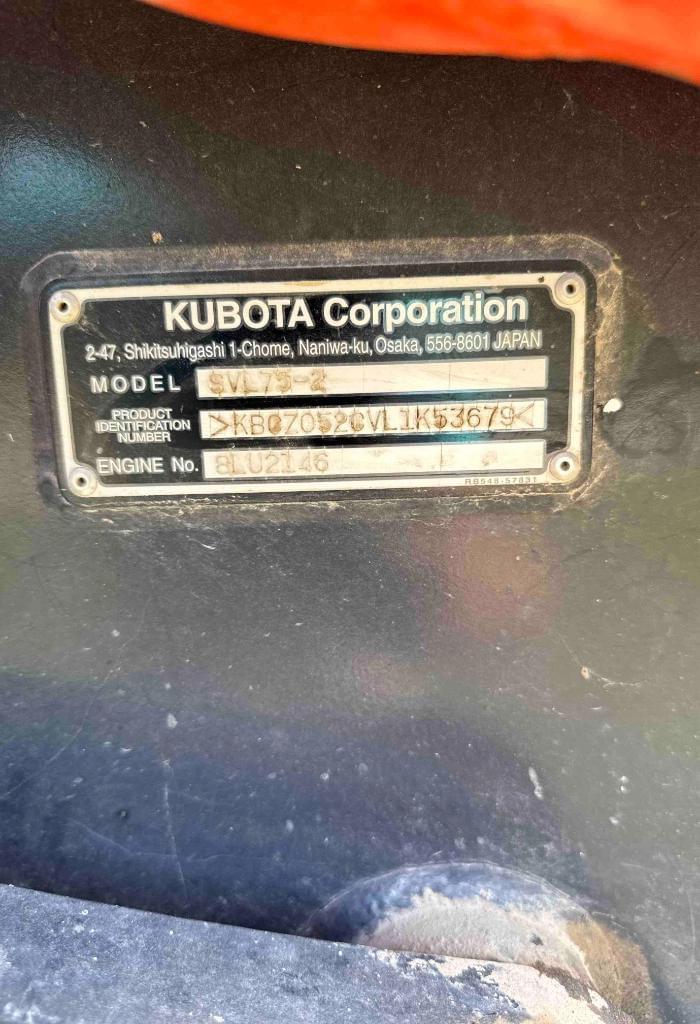 KUBOTA Corporation
2-47, Shikitsuhigashi 1-Chome, Naniwa-ku, Osaka, 556-8601 JAPAN
MODEL SVL75-2
PRODUCT
IDENTIFICATION
NUMBER
>KBCZ052CVL1K53679<
ENGINE No. 8LU2146
RB548-57831